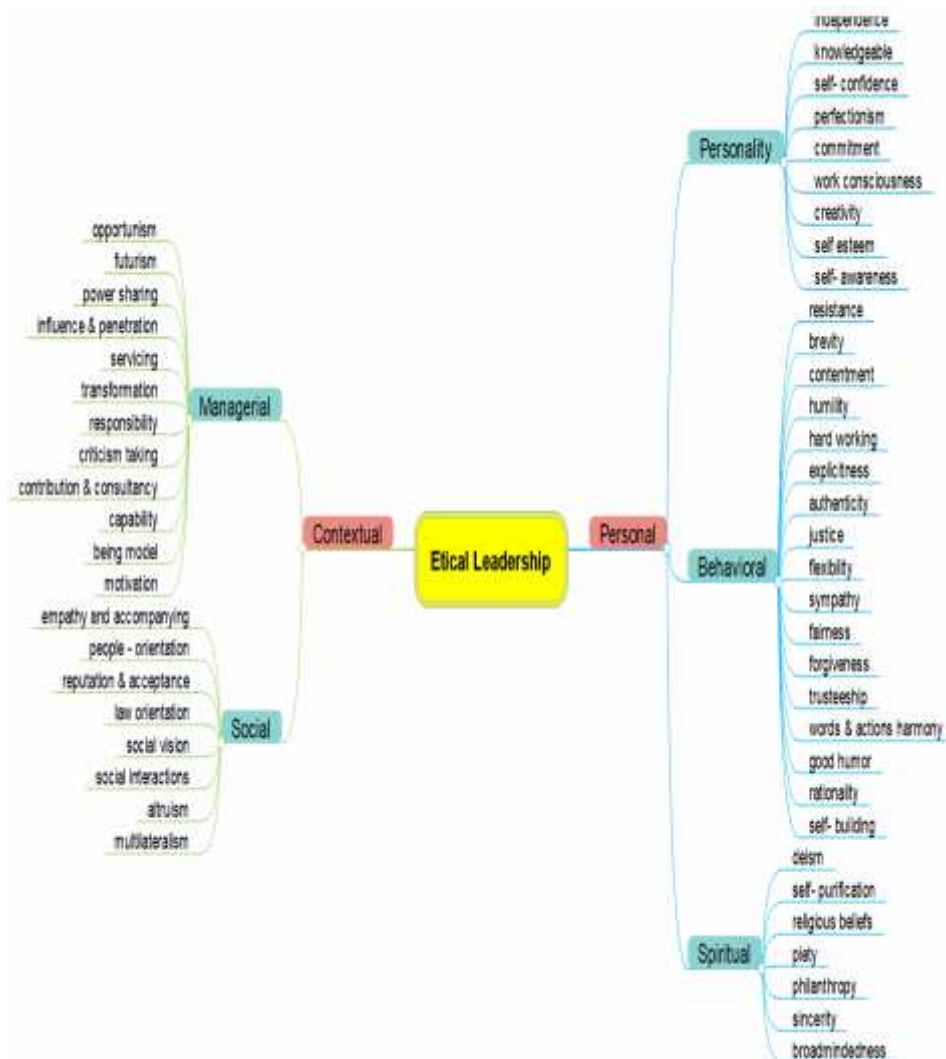 Etical Leadership
Contextual
Managerial
opportunism
futurism
power sharing
influence & penetration
servicing
transformation
responsibility
criticism taking
contribution & consultancy
capability
being model
motivation
Social
empathy and accompanying
people - orientation
reputation & acceptance
law orientation
social vision
social interactions
altruism
multilateralism
Personal
Personality
independence
knowledgeable
self- confidence
perfectionism
commitment
work consciousness
creativity
self esteem
self- awareness
Behavioral
resistance
brevity
contentment
humility
hard working
explicitness
authenticity
justice
flexibility
sympathy
fairness
forgiveness
trusteeship
words & actions harmony
good humor
rationality
self- building
Spiritual
deism
self- purification
religious beliefs
piety
philanthropy
sincerity
broadmindedness